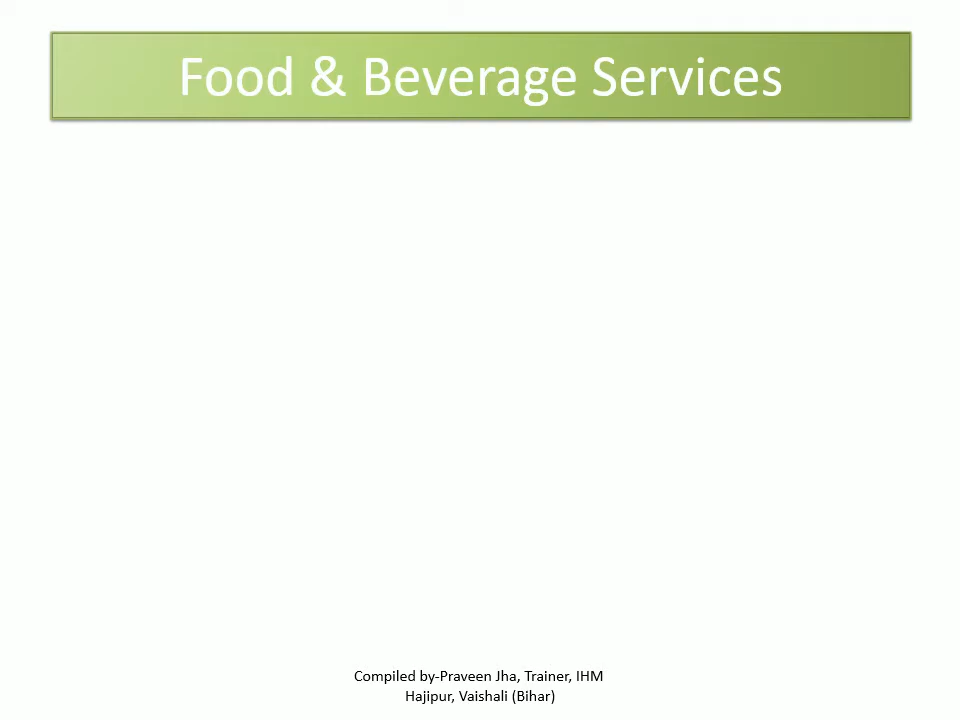 Food & Beverage Services
Compiled by-Praveen Jha, Trainer, IHM
Hajipur, Vaishali (Bihar)